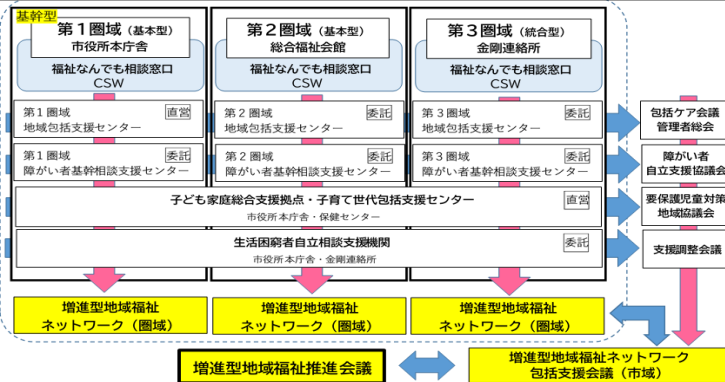 基幹型
第1圏域(基本型)
市役所本庁舎
福祉なんでも相談窓口
CSW
第2圏域(基本型)
総合福祉会館
福祉なんでも相談窓口
CSW
第3圏域(統合型)
金剛連絡所
福祉なんでも相談窓口
CSW
第1圏域
直営
地域包括支援センター
第2圏域
委託
地域包括支援センター
第3圏域
委託
地域包括支援センター
包括ケア会議
管理者総会
第1圏域
委託
障がい者基幹相談支援センター
第2圏域
委託
障がい者基幹相談支援センター
第3圏域
委託
障がい者基幹相談支援センター
障がい者
自立支援協議会
子ども家庭総合支援拠点・子育て世代包括支援センター
直営
市役所本庁舎・保健センター
要保護児童対策
地域協議会
生活困窮者自立相談支援機関
委託
市役所本庁舎・金剛連絡所
支援調整会議
増進型地域福祉
ネットワーク(圏域)
増進型地域福祉
ネットワーク(圏域)
増進型地域福祉
ネットワーク(圏域)
増進型地域福祉推進会議
増進型地域福祉ネットワーク
包括支援会議(市域)